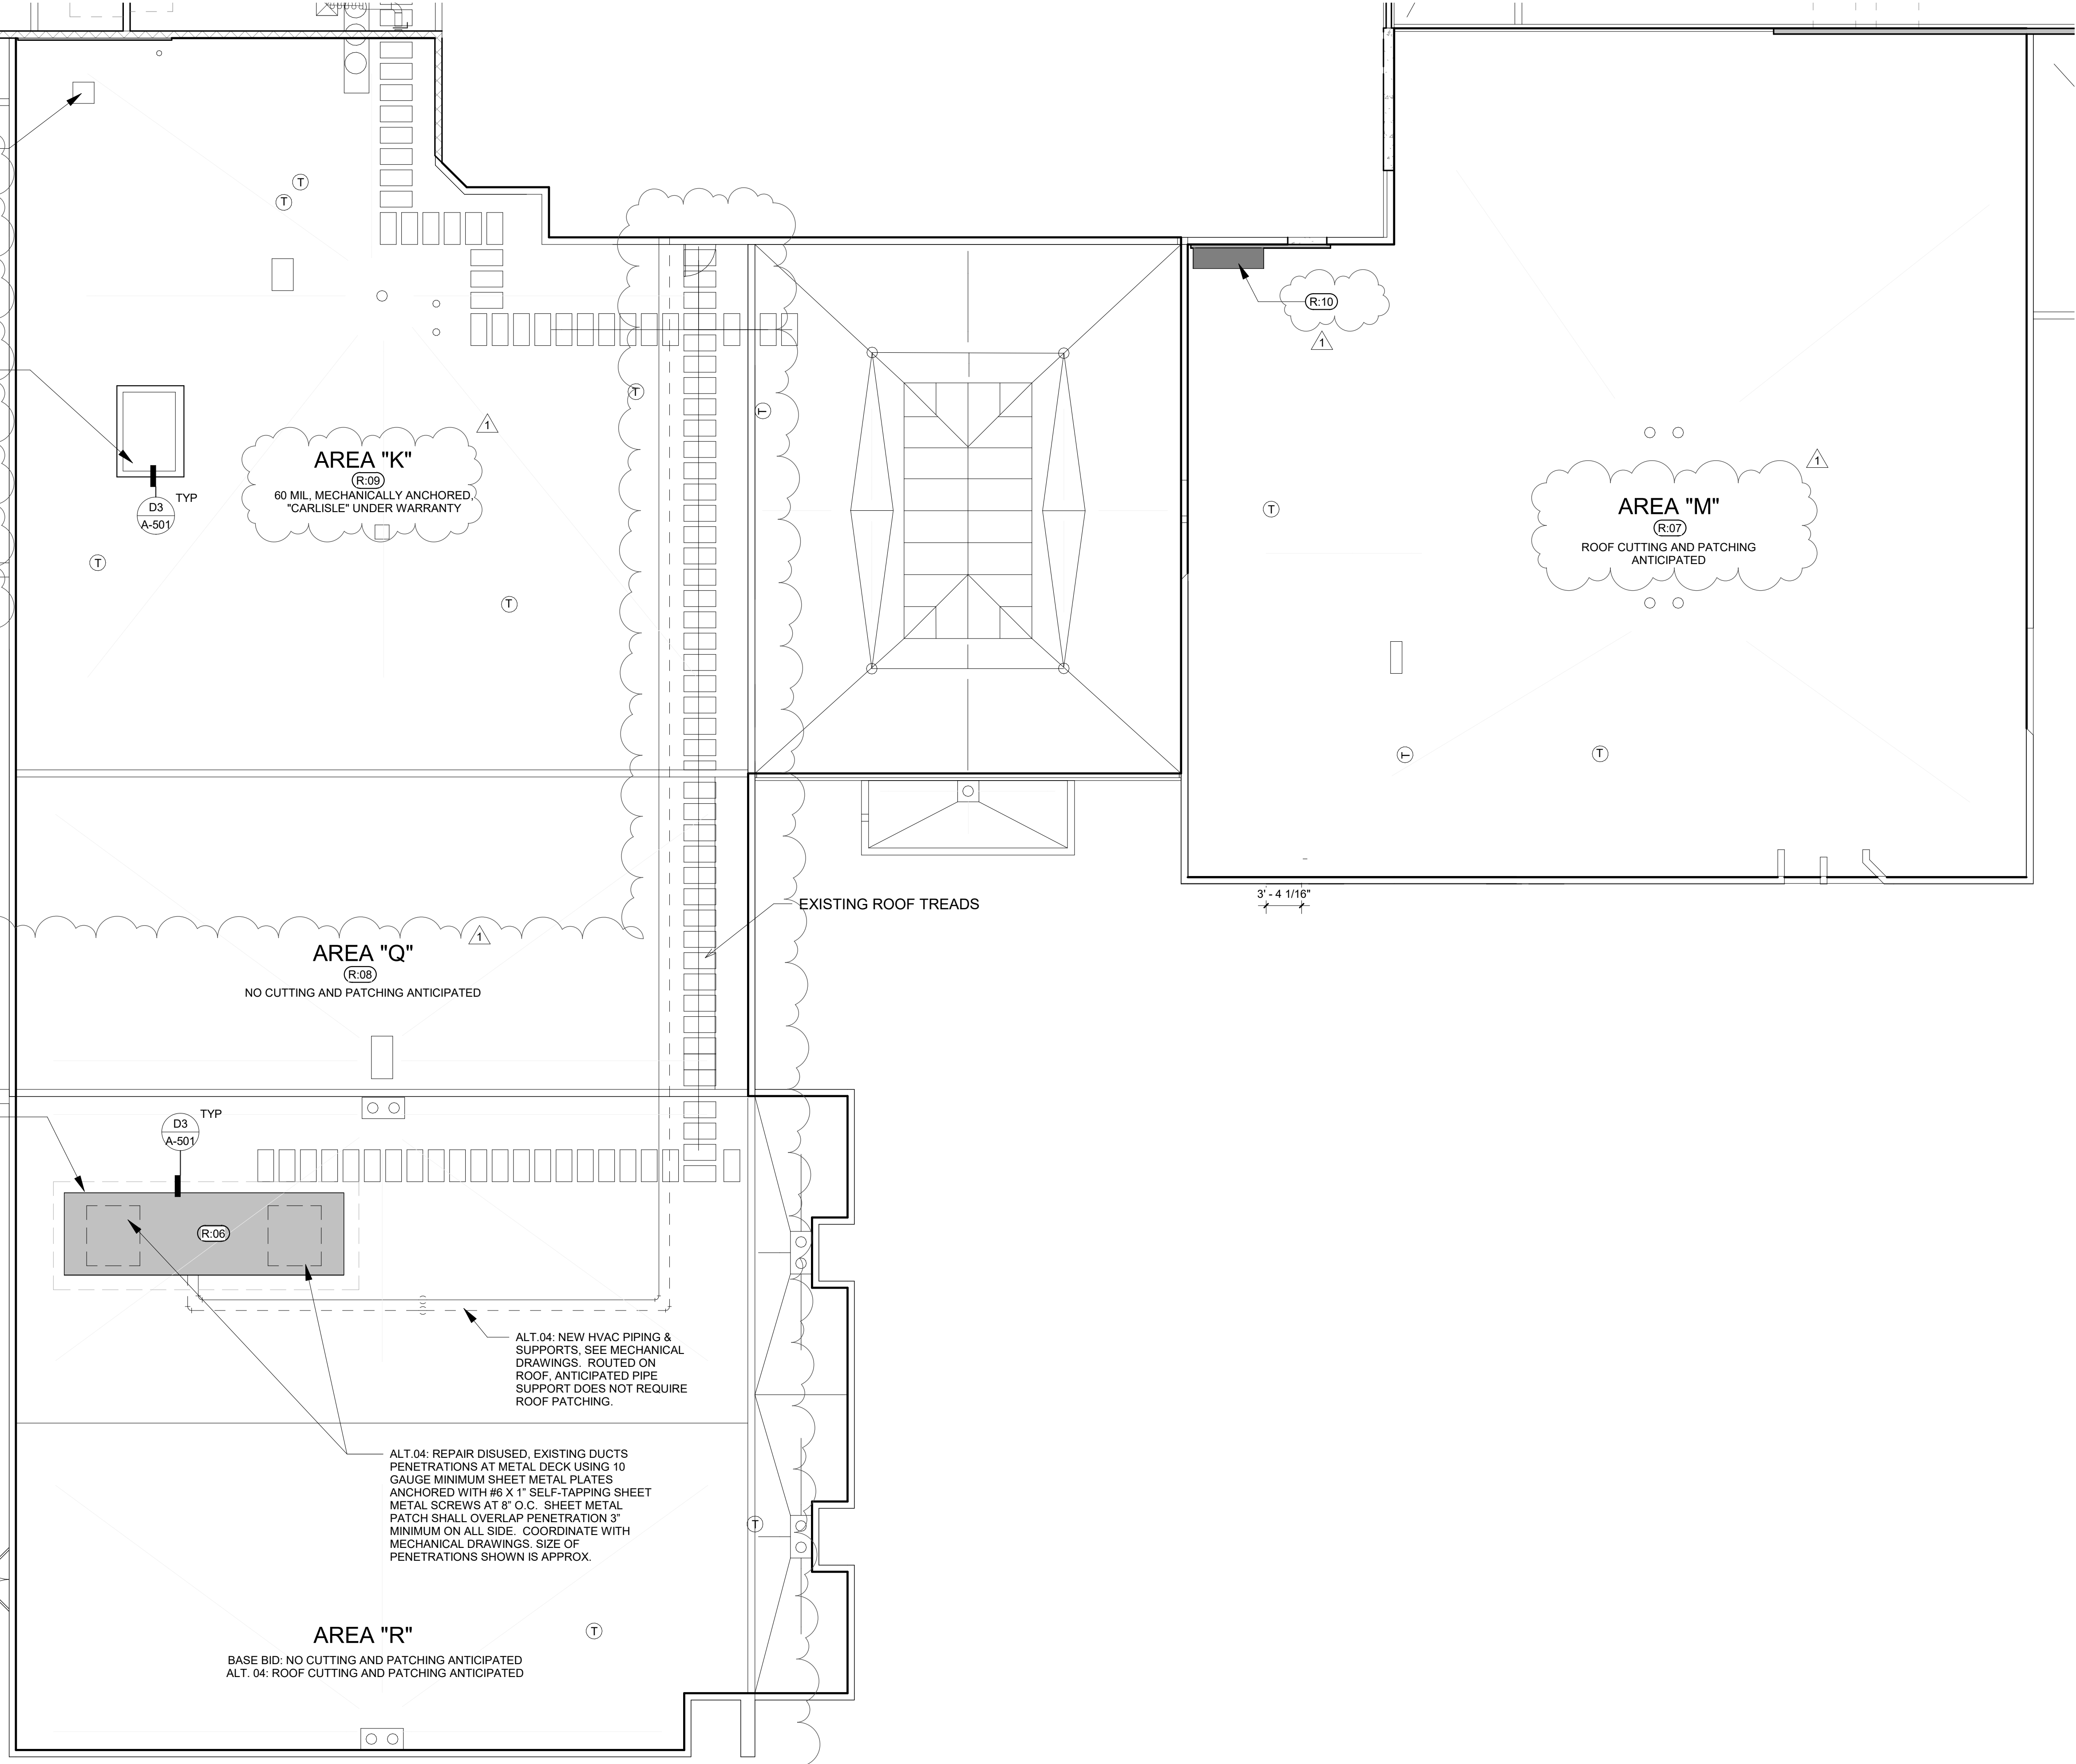 T
T
R:10
1
T
T
1
AREA "K"
R:09
60 MIL, MECHANICALLY ANCHORED,
"CARLISLE" UNDER WARRANTY
TYP
D3
A-501
T
T
1
AREA "M"
R:07
ROOF CUTTING AND PATCHING
ANTICIPATED
T
T
T
3' - 4 1/16"
EXISTING ROOF TREADS
1
AREA "Q"
R:08
NO CUTTING AND PATCHING ANTICIPATED
TYP
D3
A-501
R:06
ALT.04: NEW HVAC PIPING &
SUPPORTS, SEE MECHANICAL
DRAWINGS. ROUTED ON
ROOF, ANTICIPATED PIPE
SUPPORT DOES NOT REQUIRE
ROOF PATCHING.
ALT.04: REPAIR DISUSED, EXISTING DUCTS
PENETRATIONS AT METAL DECK USING 10
GAUGE MINIMUM SHEET METAL PLATES
ANCHORED WITH #6 X 1" SELF-TAPPING SHEET
METAL SCREWS AT 8" O.C. SHEET METAL
PATCH SHALL OVERLAP PENETRATION 3"
MINIMUM ON ALL SIDE. COORDINATE WITH
MECHANICAL DRAWINGS. SIZE OF
PENETRATIONS SHOWN IS APPROX.
T
T
AREA "R"
BASE BID: NO CUTTING AND PATCHING ANTICIPATED
ALT. 04: ROOF CUTTING AND PATCHING ANTICIPATED